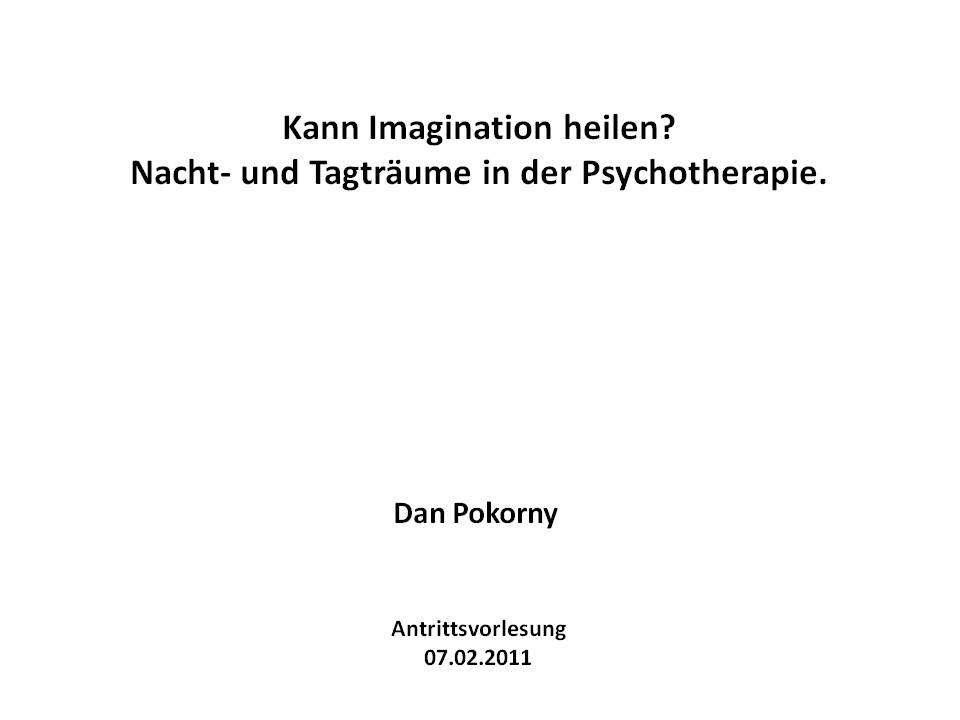 Kann Imagination heilen?
Nacht- und Tagträume in der Psychotherapie.
Dan Pokorny
Antrittsvorlesung
07.02.2011